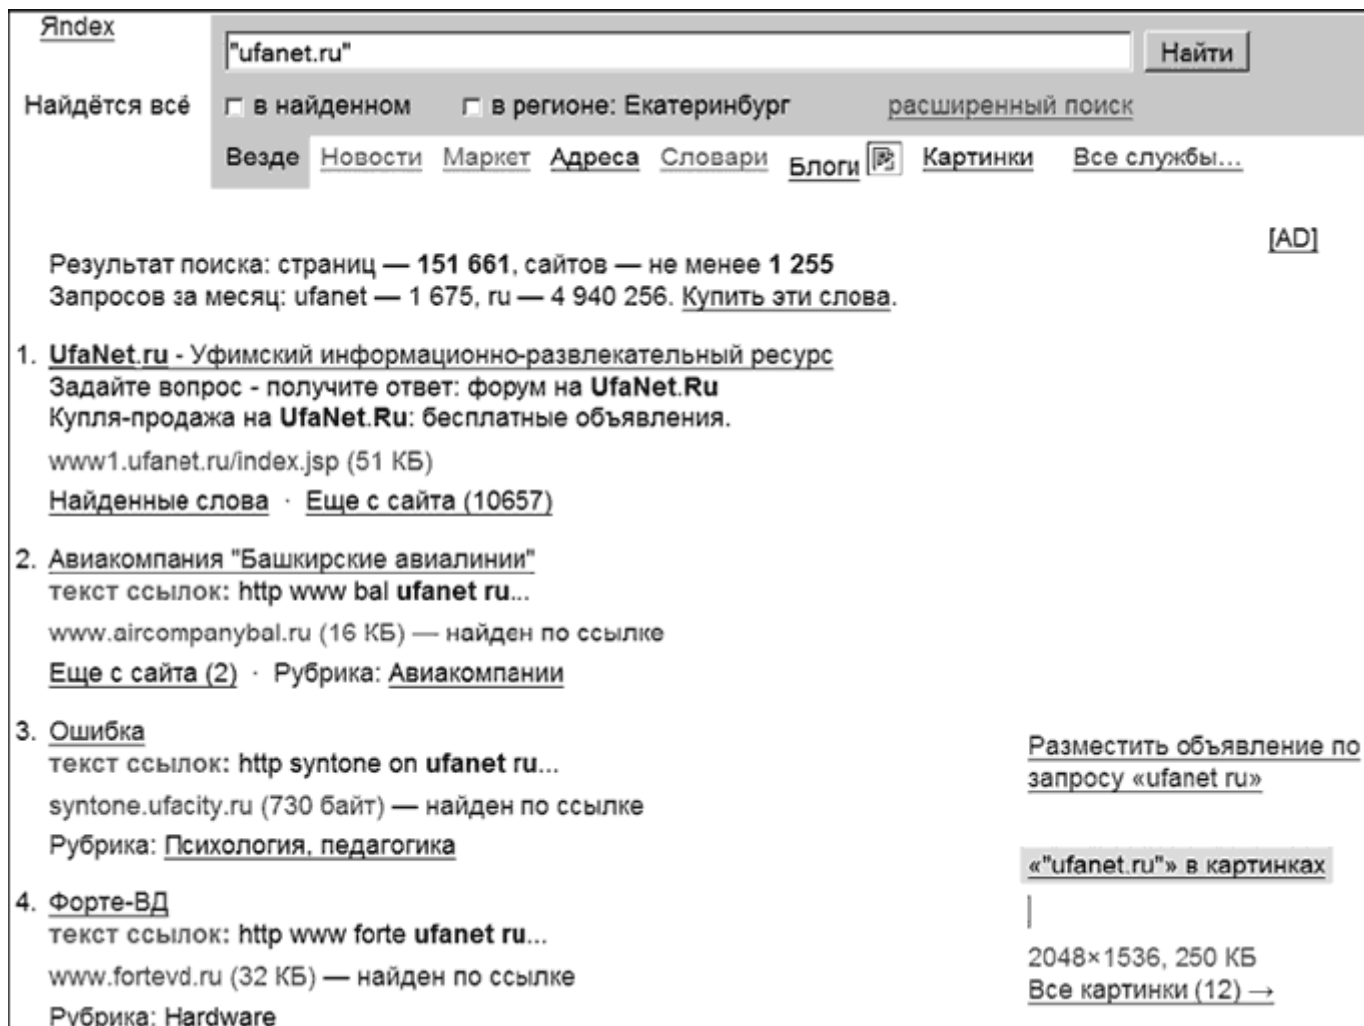 Яndex
"ufanet.ru"
Найти
Найдётся всё
в найденном
в регионе: Екатеринбург
расширенный поиск
Везде Новости Маркет Адреса Словари Блоги Картинки Все службы...
[AD]
Результат поиска: страниц — 151 661, сайтов — не менее 1 255
Запросов за месяц: ufanet — 1 675, ru — 4 940 256. Купить эти слова.
1. UfaNet.ru - Уфимский информационно-развлекательный ресурс
Задайте вопрос - получите ответ: форум на UfaNet.Ru
Купля-продажа на UfaNet.Ru: бесплатные объявления.
www1.ufanet.ru/index.jsp (51 КБ)
Найденные слова · Еще с сайта (10657)
2. Авиакомпания "Башкирские авиалинии"
текст ссылок: http www bal ufanet ru...
www.aircompanybal.ru (16 КБ) — найден по ссылке
Еще с сайта (2) · Рубрика: Авиакомпании
3. Ошибка
текст ссылок: http syntone on ufanet ru...
syntone.ufacity.ru (730 байт) — найден по ссылке
Рубрика: Психология, педагогика
4. Форте-ВД
текст ссылок: http www forte ufanet ru...
www.fortevd.ru (32 КБ) — найден по ссылке
Рубрика: Hardware
Разместить объявление по
запросу «ufanet ru»
«"ufanet.ru"» в картинках
2048×1536, 250 КБ
Все картинки (12) →